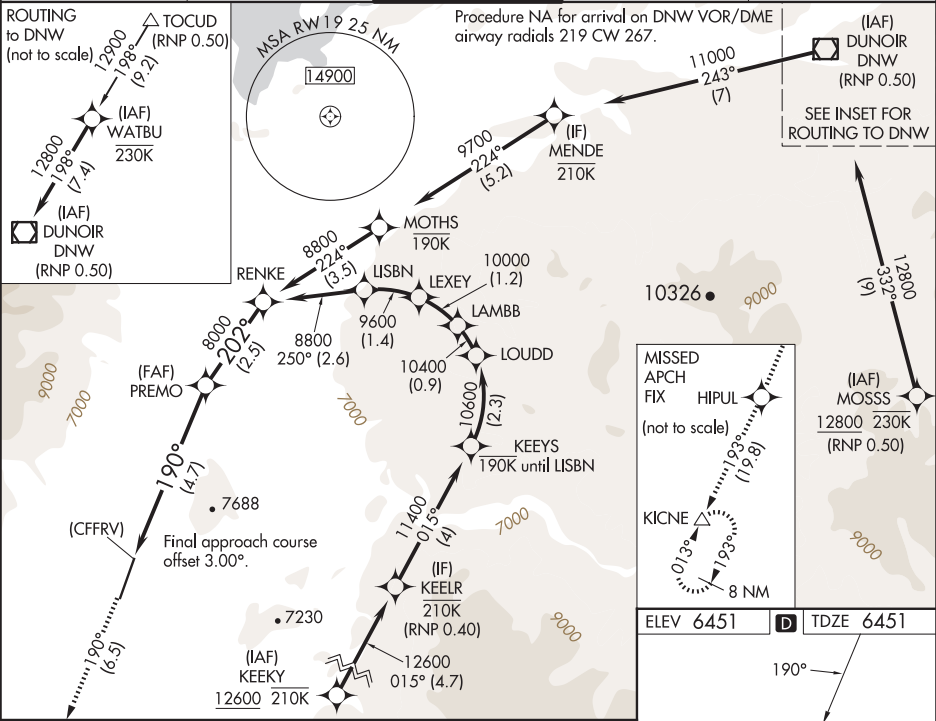 ROUTING
to DNW
(not to scale)
TOCUD
(RNP 0.50)
12900
198°
(9.2)
(IAF)
WATBU
230K
12800
198°
(7.4)
(IAF)
DUNOIR
DNW
(RNP 0.50)
MSA RW19 25 NM
14900
Procedure NA for arrival on DNW VOR/DME
airway radials 219 CW 267.
(IAF)
DUNOIR
DNW
(RNP 0.50)
SEE INSET FOR
ROUTING TO DNW
11000
243°
(7)
(IF)
MENDE
210K
9700
224°
(5.2)
MOTHS
190K
8800
224°
(3.5)
RENKE
LISBN
LEXEY
10000
(1.2)
LAMBB
LOUDD
8800
250° (2.6)
9600
(1.4)
10400
(0.9)
10600
(2.3)
KEEYS
190K until LISBN
8000
202°
(2.5)
(FAF)
PREMO
190°
(4.7)
(CFFRV)
7688
Final approach course
offset 3.00°.
190°
(6.5)
11400
015°
(4)
(IF)
KEELR
210K
(RNP 0.40)
7230
(IAF)
KEEKY
12600 210K
12600
015° (4.7)
10326
9000
12800
332°
(9)
(IAF)
MOSSS
12800 230K
(RNP 0.50)
9000
7000
7000
7000
9000
9000
MISSED
APCH
FIX
HIPUL
(not to scale)
193°
(19.8)
KICNE
013°
193°
8 NM
ELEV 6451
D
TDZE 6451
190°